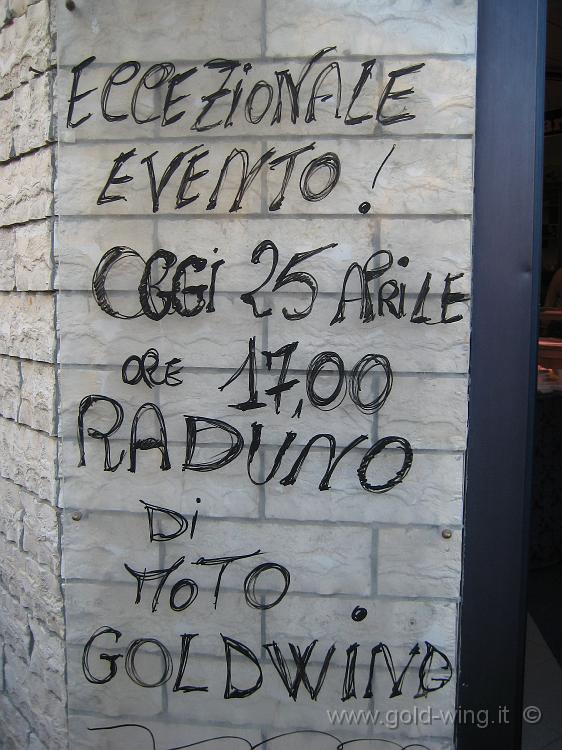 ECCEZIONALE
EVENTO!
OGGI 25 APRILE
ORE 17,00
RADUNO
Di
MOTO
GOLDWING
www.gold-wing.it ©